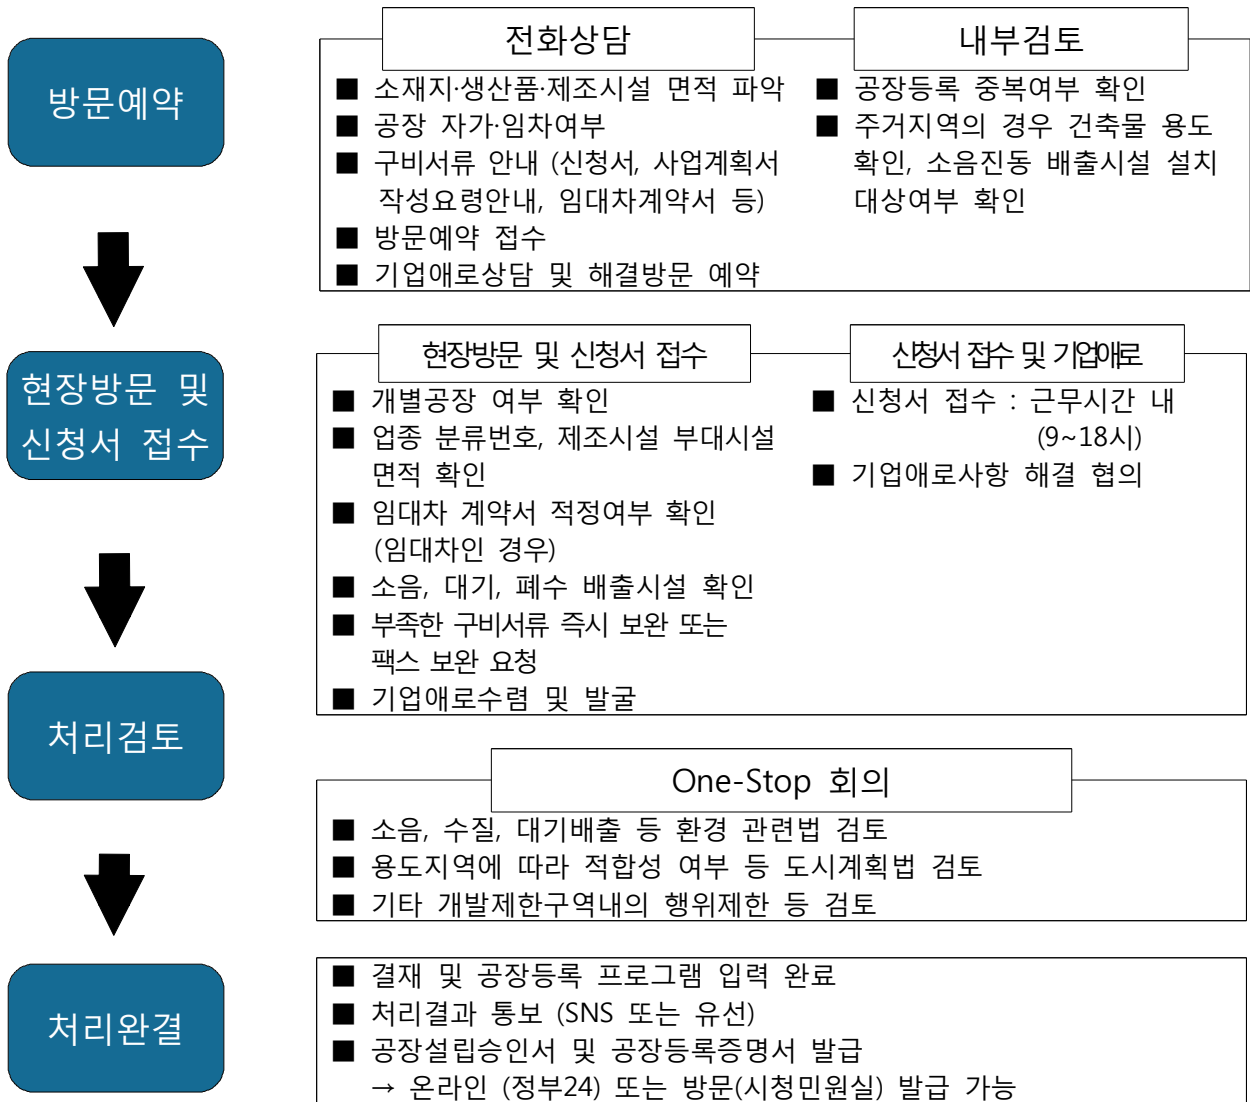 방문예약
전화상담
■ 소재지·생산품·제조시설 면적 파악
■ 공장 자가·임차여부
■ 구비서류 안내 (신청서, 사업계획서
작성요령안내, 임대차계약서 등)
■ 방문예약 접수
■ 기업애로상담 및 해결방문 예약
내부검토
■ 공장등록 중복여부 확인
■ 주거지역의 경우 건축물 용도
확인, 소음진동 배출시설 설치
대상여부 확인
현장방문 및
신청서 접수
현장방문 및 신청서 접수
■ 개별공장 여부 확인
■ 업종 분류번호, 제조시설 부대시설
면적 확인
■ 임대차 계약서 적정여부 확인
(임대차인 경우)
■ 소음, 대기, 폐수 배출시설 확인
■ 부족한 구비서류 즉시 보완 또는
팩스 보완 요청
■ 기업애로수렴 및 발굴
신청서 접수 및 기업애로
■ 신청서 접수 : 근무시간 내
(9~18시)
■ 기업애로사항 해결 협의
처리검토
One-Stop 회의
■ 소음, 수질, 대기배출 등 환경 관련법 검토
■ 용도지역에 따라 적합성 여부 등 도시계획법 검토
■ 기타 개발제한구역내의 행위제한 등 검토
처리완결
■ 결재 및 공장등록 프로그램 입력 완료
■ 처리결과 통보 (SNS 또는 유선)
■ 공장설립승인서 및 공장등록증명서 발급
→ 온라인 (정부24) 또는 방문(시청민원실) 발급 가능